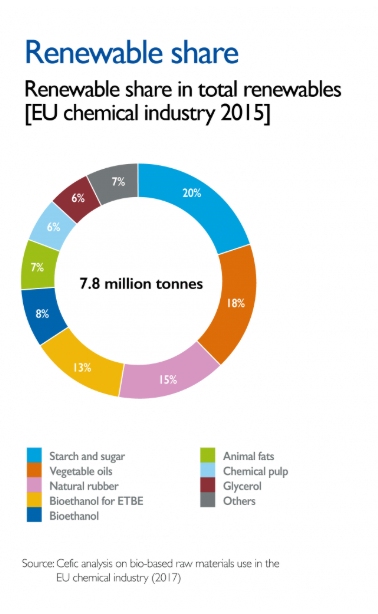 Renewable share
Renewable share in total renewables
[EU chemical industry 2015]
7%
20%
6%
6%
7%
7.8 million tonnes
18%
8%
13%
15%
Starch and sugar
Vegetable oils
Natural rubber
Bioethanol for ETBE
Bioethanol
Animal fats
Chemical pulp
Glycerol
Others
Source: Cefic analysis on bio-based raw materials use in the
EU chemical industry (2017)